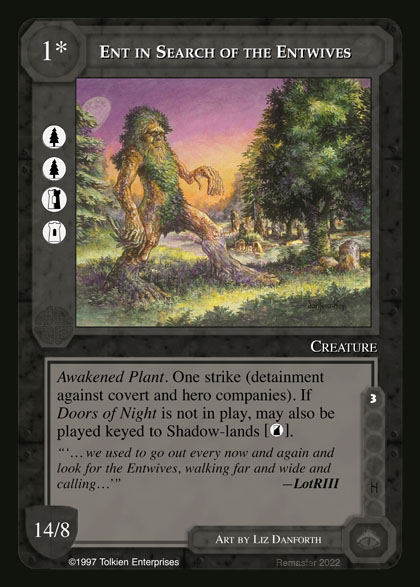 1*
ENT IN SEARCH OF THE ENTWIVES
CREATURE
Awakened Plant. One strike (detainment
against covert and hero companies). If
Doors of Night is not in play, may also be
played keyed to Shadow-lands [].
“‘… we used to go out every now and again and
look for the Entwives, walking far and wide and
calling…’”
—LotRIII
3
H
14/8
ART BY LIZ DANFORTH
©1997 Tolkien Enterprises
Remaster 2022